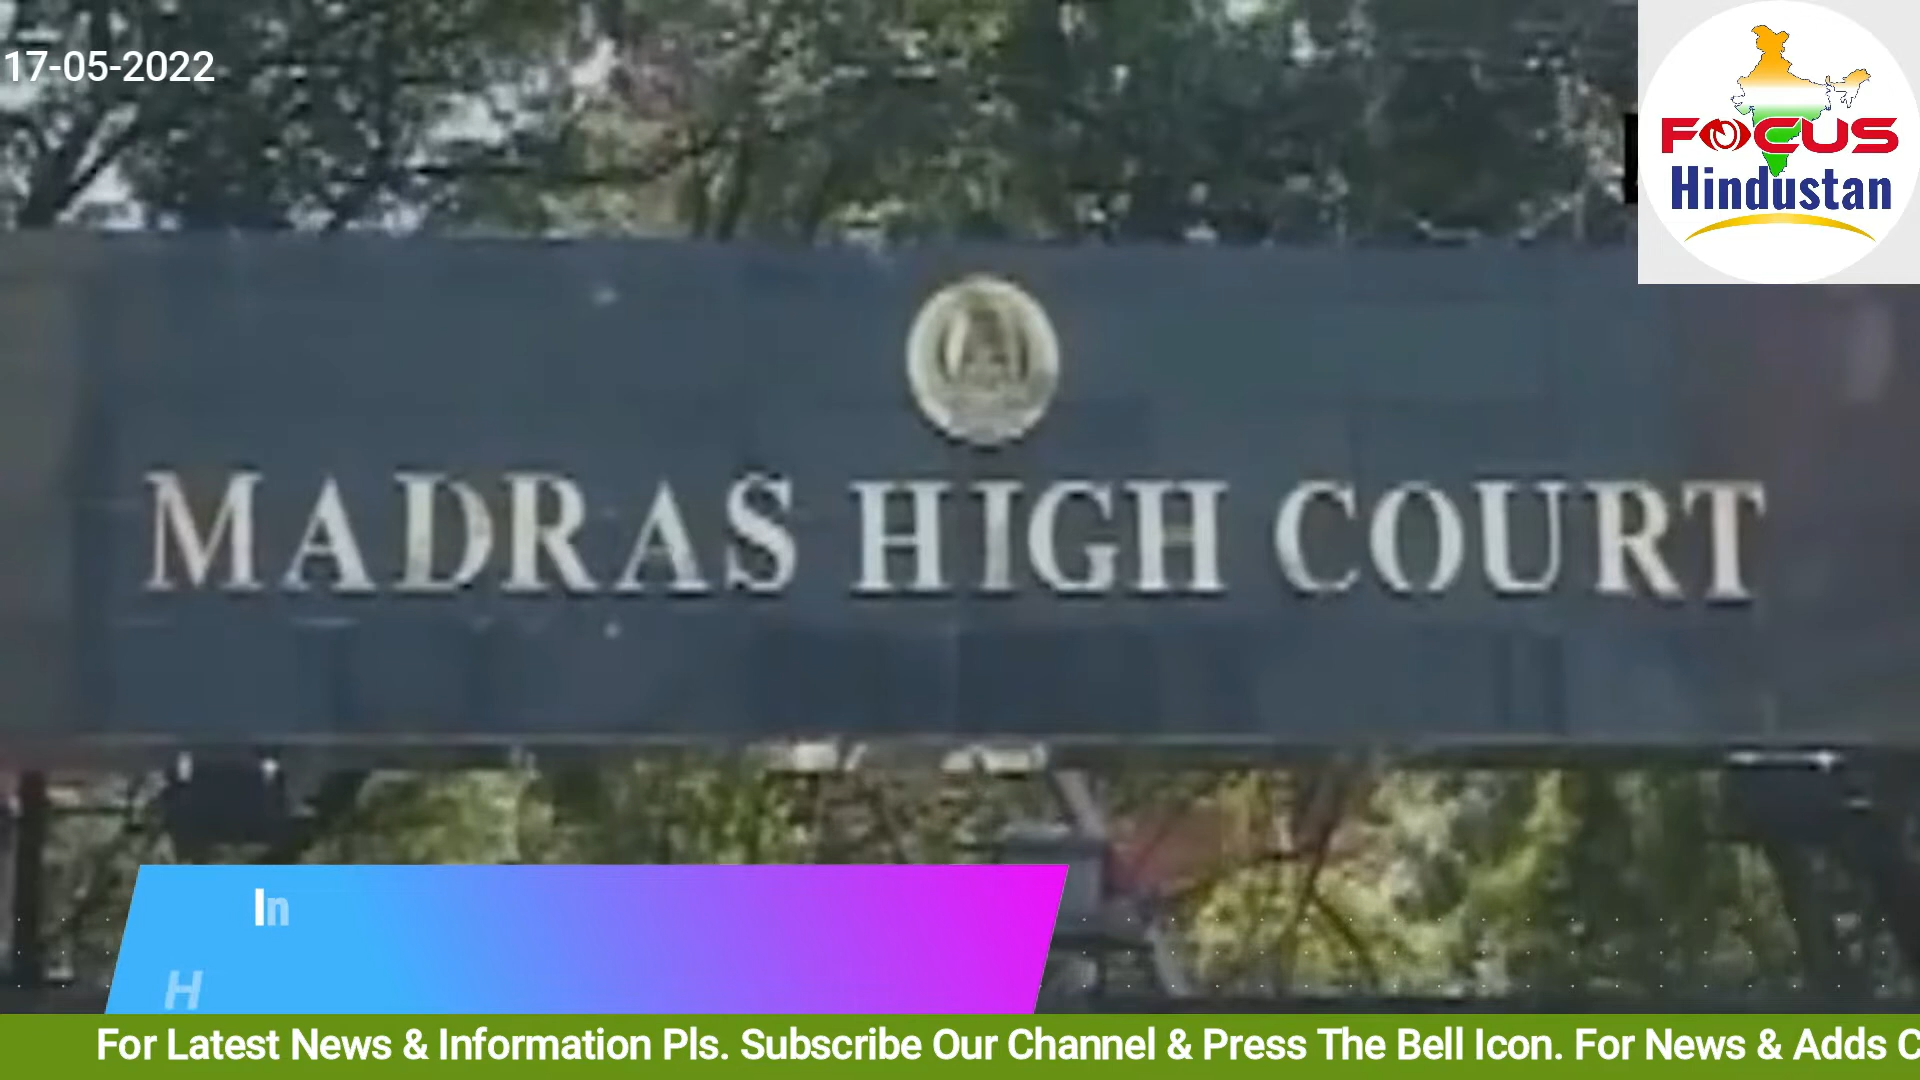 17-05-2022
FOCUS
Hindustan
MADRAS HIGH COURT
In
H
For Latest News & Information Pls. Subscribe Our Channel & Press The Bell Icon. For News & Adds C